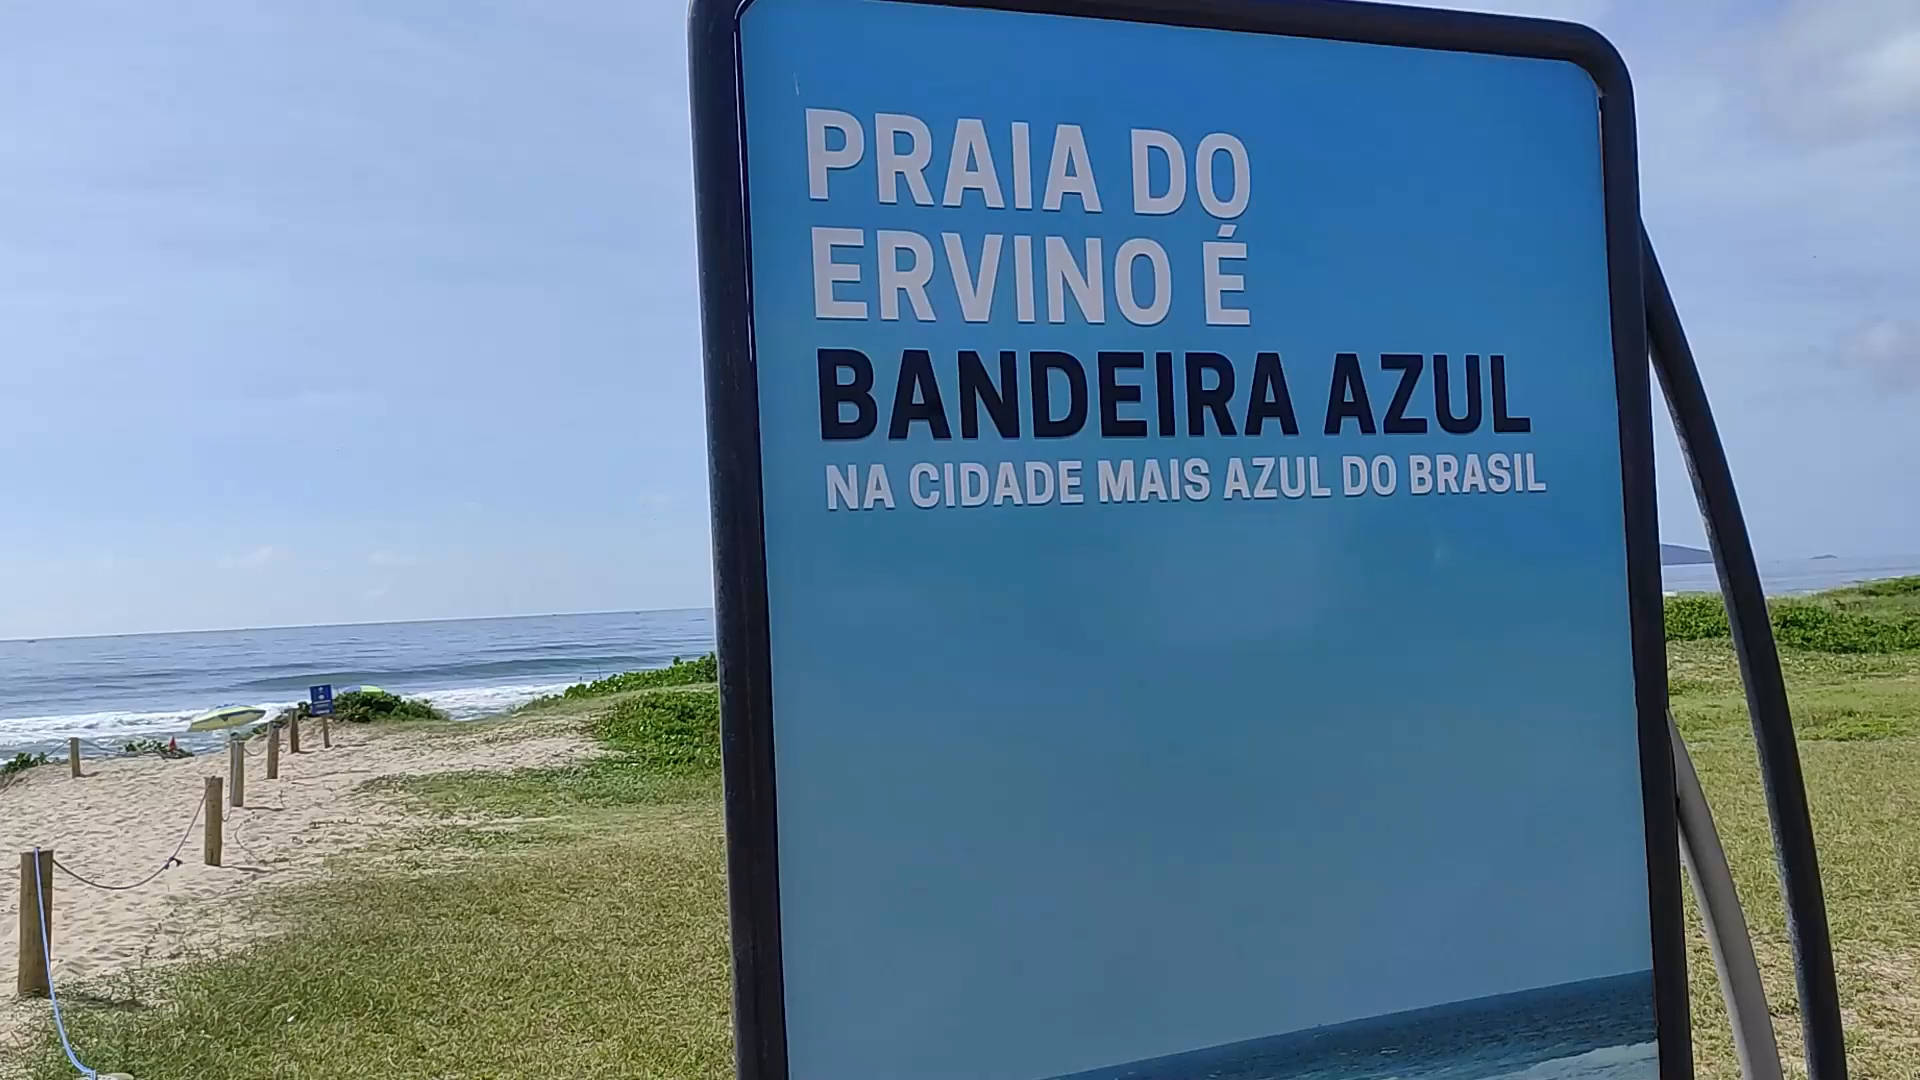 PRAIA DO
ERVINO É
BANDEIRA AZUL
NA CIDADE MAIS AZUL DO BRASIL